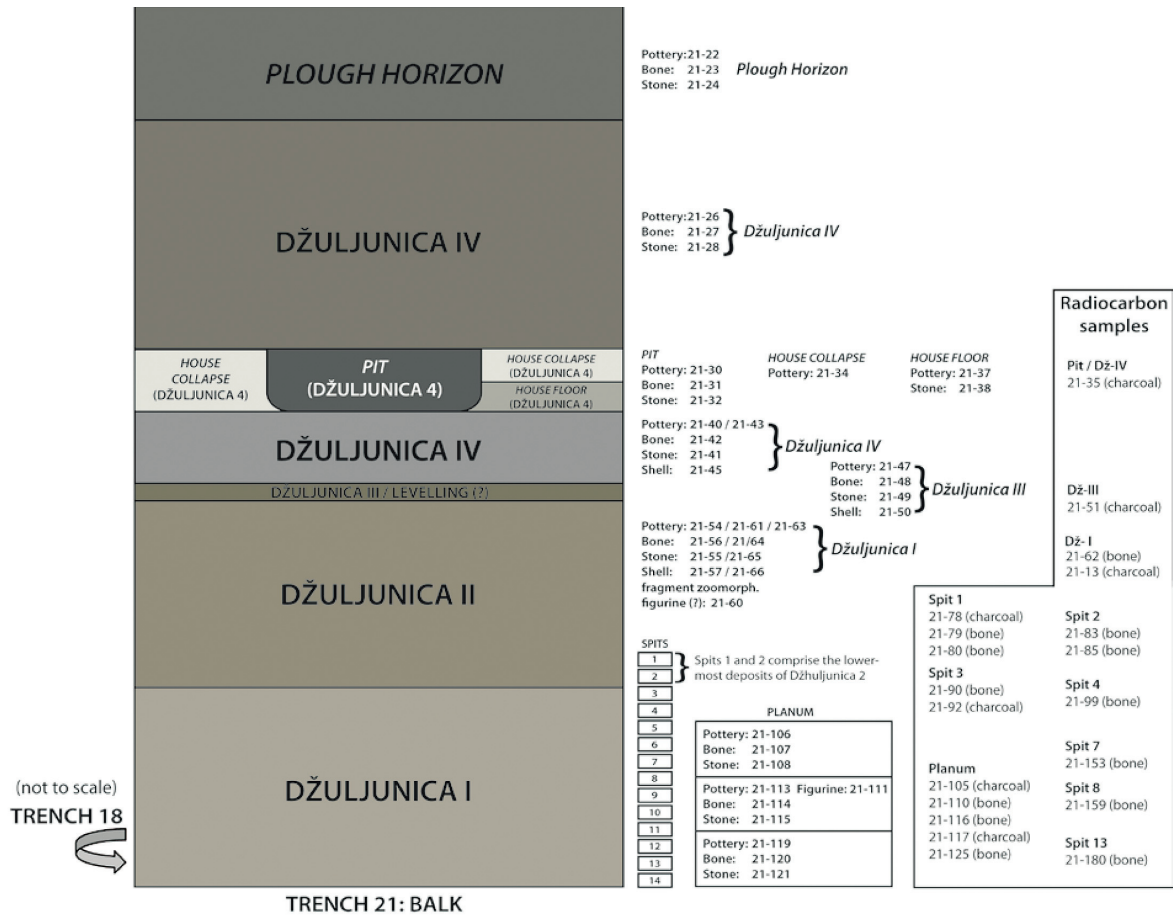 PLOUGH HORIZON
Pottery: 21-22
Bone: 21-23
Stone: 21-24
Plough Horizon
DŽULJUNICA IV
Pottery: 21-26
Bone: 21-27
Stone: 21-28
Džuljunica IV
HOUSE
COLLAPSE
(DŽULJUNICA 4)
PIT
(DŽULJUNICA 4)
HOUSE COLLAPSE
(DŽULJUNICA 4)
HOUSE FLOOR
(DŽULJUNICA 4)
PIT
Pottery: 21-30
Bone: 21-31
Stone: 21-32
HOUSE COLLAPSE
Pottery: 21-34
HOUSE FLOOR
Pottery: 21-37
Stone: 21-38
DŽULJUNICA IV
Pottery: 21-40 / 21-43
Bone: 21-42
Stone: 21-41
Shell: 21-45
Džuljunica IV
DŽULJUNICA III / LEVELLING (?)
Pottery: 21-47
Bone: 21-48
Stone: 21-49
Shell: 21-50
Džuljunica III
DŽULJUNICA II
Pottery: 21-54 / 21-61 / 21-63
Bone: 21-56 / 21/64
Stone: 21-55 /21-65
Shell: 21-57 / 21-66
fragment zoomorph.
figurine (?): 21-60
Džuljunica I
DŽULJUNICA I
SPITS
1
2
3
4
5
6
7
8
9
10
11
12
13
14
Spits 1 and 2 comprise the lower-
most deposits of Džhuljunica 2
PLANUM
Pottery: 21-106
Bone: 21-107
Stone: 21-108
Pottery: 21-113 Figurine: 21-111
Bone: 21-114
Stone: 21-115
Pottery: 21-119
Bone: 21-120
Stone: 21-121
Radiocarbon
samples
Pit / Dž-IV
21-35 (charcoal)
Dž-III
21-51 (charcoal)
Dž- I
21-62 (bone)
21-13 (charcoal)
Spit 1
21-78 (charcoal)
21-79 (bone)
21-80 (bone)
Spit 2
21-83 (bone)
21-85 (bone)
Spit 3
21-90 (bone)
21-92 (charcoal)
Spit 4
21-99 (bone)
Spit 7
21-153 (bone)
Planum
21-105 (charcoal)
21-110 (bone)
21-116 (bone)
21-117 (charcoal)
21-125 (bone)
Spit 8
21-159 (bone)
Spit 13
21-180 (bone)
(not to scale)
TRENCH 18
TRENCH 21: BALK